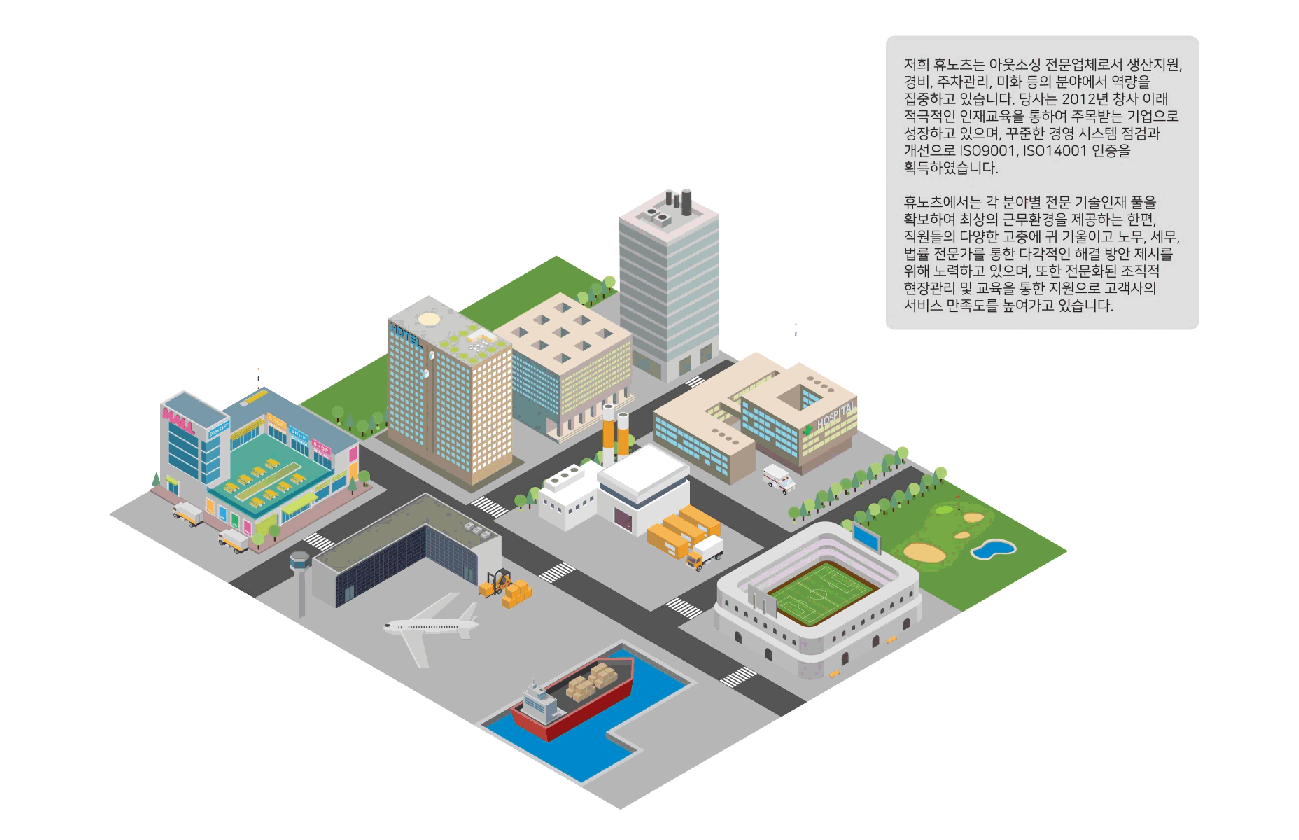 저희 휴노츠는 아웃소싱 전문업체로서 생산지원,
경비, 주차관리, 미화 등의 분야에서 역량을
집중하고 있습니다. 당사는 2012년 창사 이래
적극적인 인재교육을 통하여 주목받는 기업으로
성장하고 있으며, 꾸준한 경영 시스템 점검과
개선으로 ISO9001, ISO14001 인증을
획득하였습니다.
휴노츠에서는 각 분야별 전문 기술인재 풀을
확보하여 최상의 근무환경을 제공하는 한편,
직원들의 다양한 고충에 귀 기울이고 노무, 세무,
법률 전문가를 통한 다각적인 해결 방안 제시를
위해 노력하고 있으며, 또한 전문화된 조직적
현장관리 및 교육을 통한 지원으로 고객사의
서비스 만족도를 높여가고 있습니다.
HOTEL
HOSPITAL
MALL